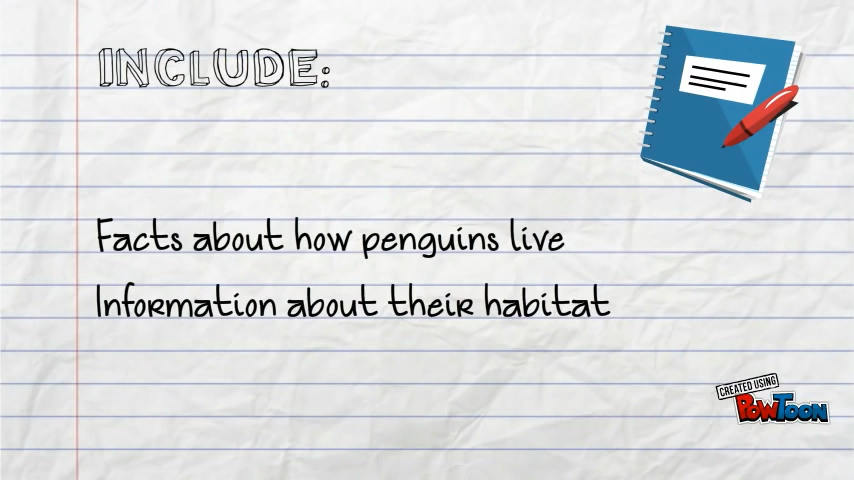 INCLUDE:
Facts about how penguins live
Information about their habitat
CREATED USING
POWTOON